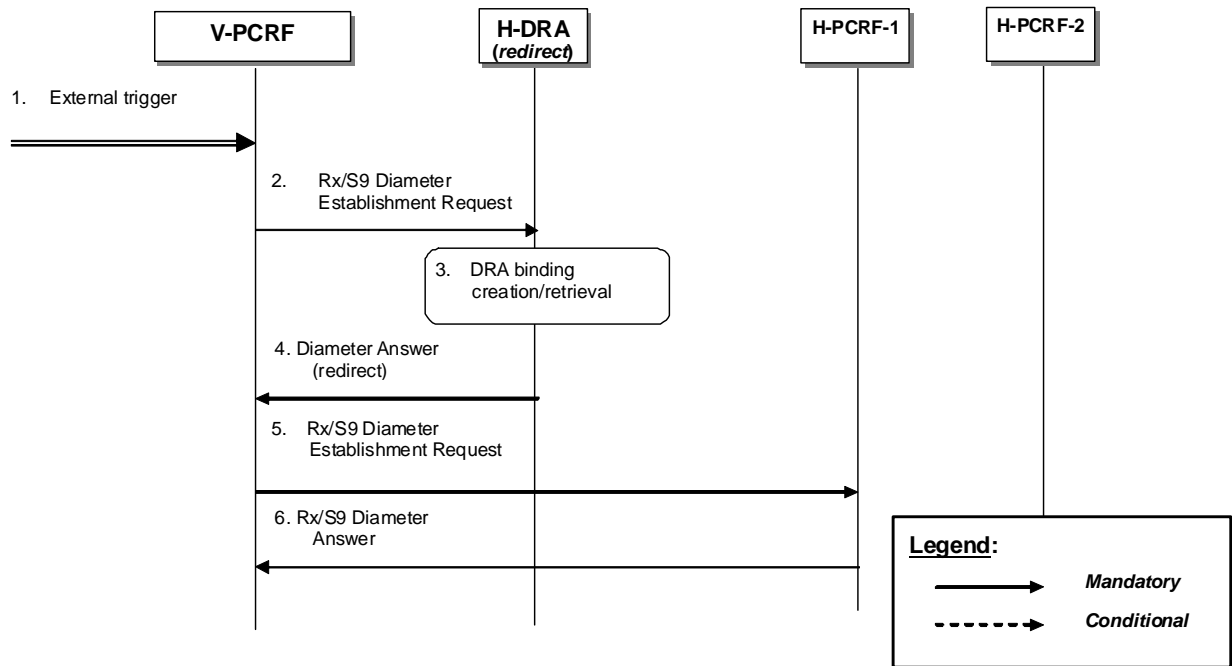 V-PCRF
H-DRA
(redirect)
H-PCRF-1
H-PCRF-2
1. External trigger
2. Rx/S9 Diameter
Establishment Request
3. DRA binding
creation/retrieval
4. Diameter Answer
(redirect)
5. Rx/S9 Diameter
Establishment Request
6. Rx/S9 Diameter
Answer
Legend:
Mandatory
Conditional